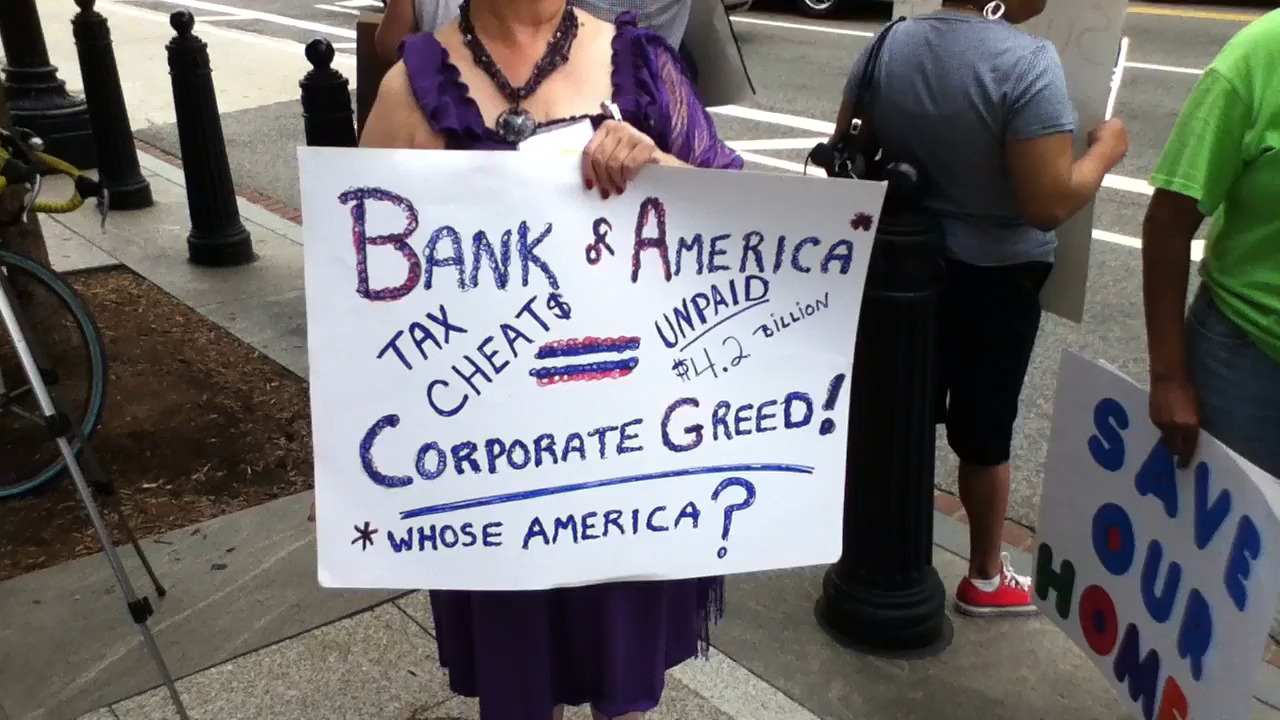 BANK of AMERICA*
TAX
CHEAT$
=
UNPAID
$4.2 BILLION
CORPORATE GREED!
*WHOSE AMERICA?
SAVE
OUR
HOME